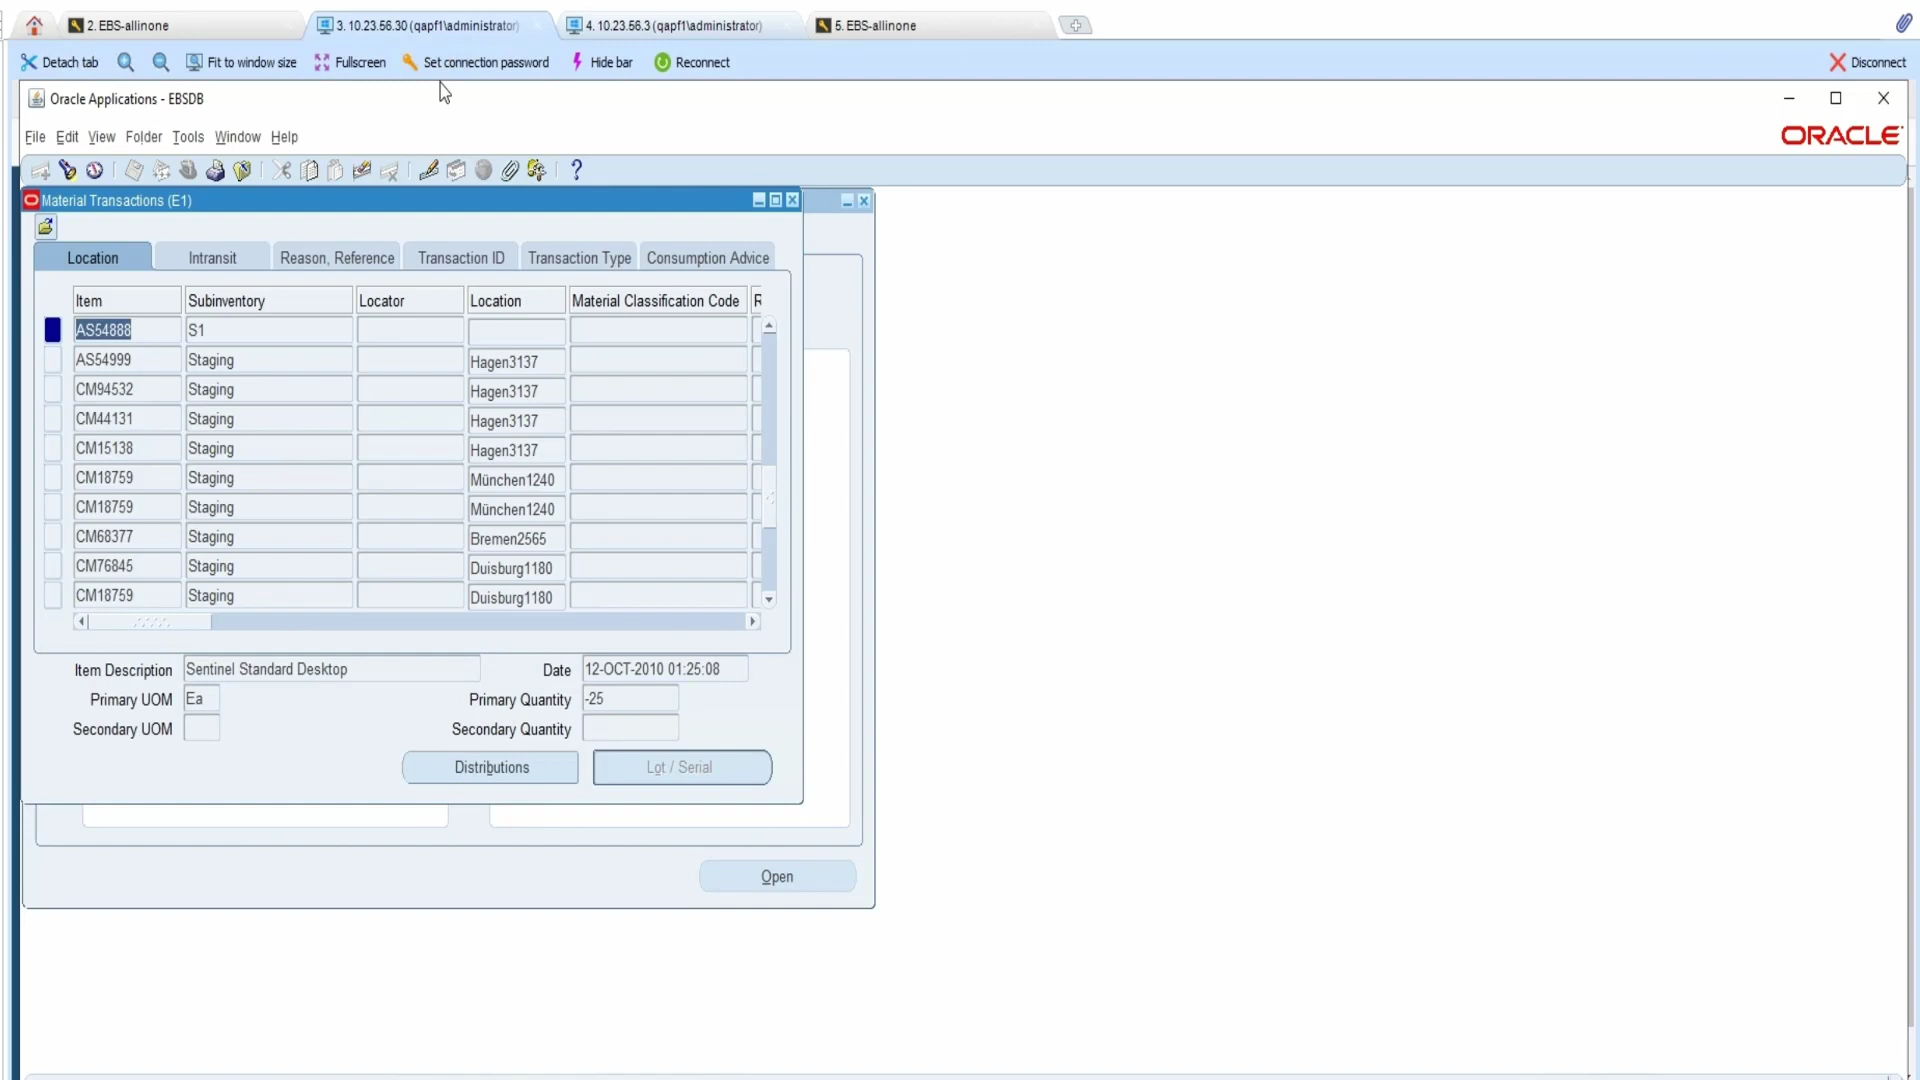 2. EBS-allinone
3. 10.23.56.30 (qapf1\administrator)
4. 10.23.56.3 (qapf1\administrator)
5. EBS-allinone
Detach tab
Fit to window size
Fullscreen
Set connection password
Hide bar
Reconnect
Disconnect
Oracle Applications - EBSDB
File Edit View Folder Tools Window Help
ORACLE
Material Transactions (E1)
Location Intransit Reason, Reference Transaction ID Transaction Type Consumption Advice
Item Subinventory Locator Location Material Classification Code R
AS54888 S1
AS54999 Staging Hagen3137
CM94532 Staging Hagen3137
CM44131 Staging Hagen3137
CM15138 Staging Hagen3137
CM18759 Staging München1240
CM18759 Staging München1240
CM68377 Staging Bremen2565
CM76845 Staging Duisburg1180
CM18759 Staging Duisburg1180
Item Description Sentinel Standard Desktop Date 12-OCT-2010 01:25:08
Primary UOM Ea Primary Quantity -25
Secondary UOM Secondary Quantity
Distributions Lot / Serial
Open